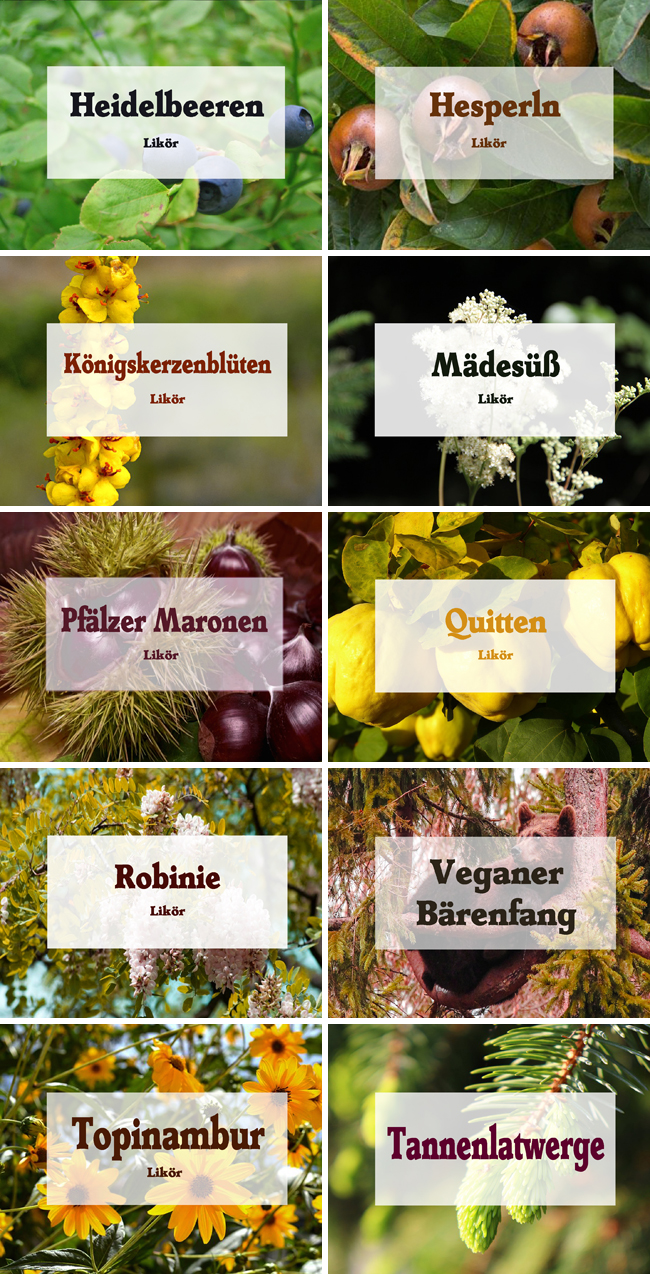 Heidelbeeren
Likör
Hesperln
Likör
Königskerzenblüten
Likör
Mädesüß
Likör
Pfälzer Maronen
Likör
Quitten
Likör
Robinie
Likör
Veganer
Bärenfang
Topinambur
Likör
Tannenlatwerge